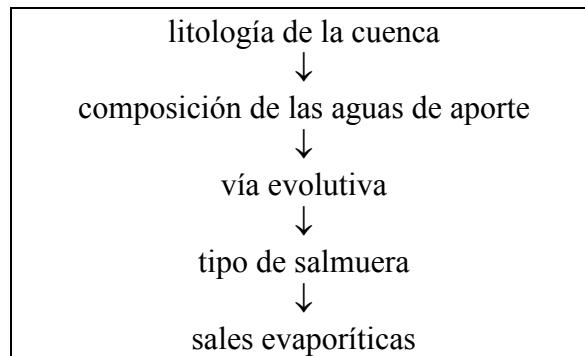 litología de la cuenca
↓
composición de las aguas de aporte
↓
vía evolutiva
↓
tipo de salmuera
↓
sales evaporíticas